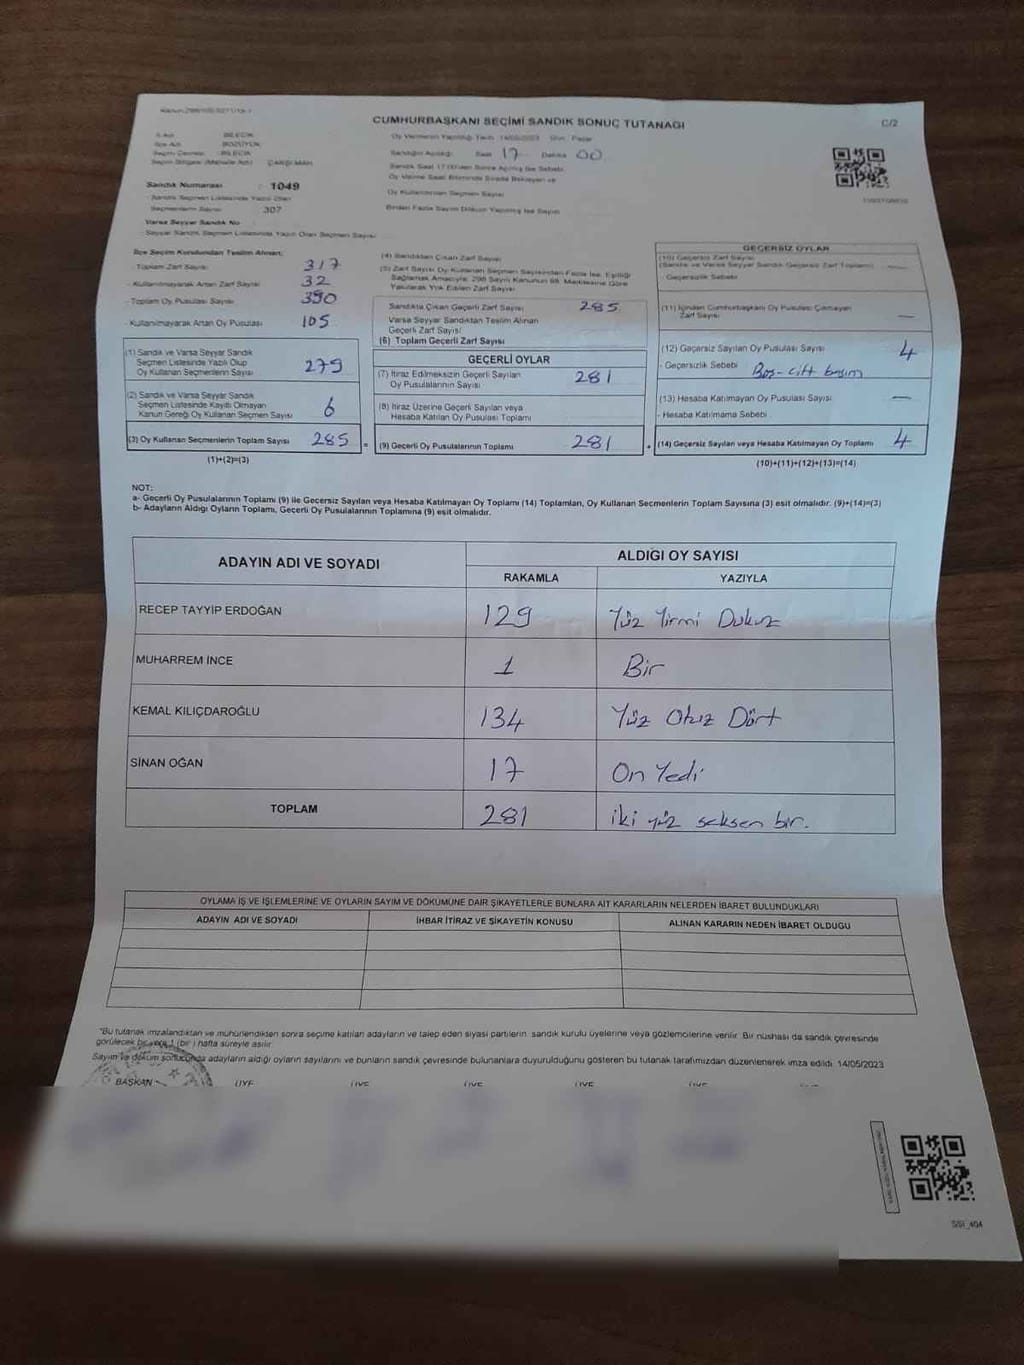 CUMHURBAŞKANI SEÇİMİ SANDIK SONUÇ TUTANAĞI
C/2
İl Adı BİLECİK
İlçe Adı BOZÜYÜK
Seçim Çevresi BİLECİK
Seçim Bölgesi (Mahalle Adı) ÇARŞI MAH.
Sandık Numarası : 1049
Sandık Seçmen Listesinde Yazılı Olan
Seçmenlerin Sayısı 307
Varsa Seyyar Sandık No
Seyyar Sandık Seçmen Listesinde Yazılı Olan Seçmen Sayısı
Oy Vermenin Yapıldığı Tarih 14/05/2023 Gün : Pazar
Sandığın Açıldığı Saat 17 Dakika 00
Sandık Saat 17:00'den Sonra Açılmış İse Sebebi
Oy Verme Saati Bitiminde Sırada Bekleyen ve
Oy Kullandırılan Seçmen Sayısı
Birden Fazla Sayım Döküm Yapılmış İse Sayısı
İlçe Seçim Kurulundan Teslim Alınan:
- Toplam Zarf Sayısı 317
- Kullanılmayarak Artan Zarf Sayısı 32
- Toplam Oy Pusulası Sayısı 390
- Kullanılmayarak Artan Oy Pusulası 105
(1) Sandık ve Varsa Seyyar Sandık
Seçmen Listesinde Yazılı Olup
Oy Kullanan Seçmenlerin Sayısı 279
(2) Sandık ve Varsa Seyyar Sandık
Seçmen Listesinde Kayıtlı Olmayan
Kanun Gereği Oy Kullanan Seçmen Sayısı 6
(3) Oy Kullanan Seçmenlerin Toplam Sayısı 285 =
(1)+(2)=(3)
(4) Sandıktan Çıkan Zarf Sayısı
(5) Zarf Sayısı Oy Kullanan Seçmen Sayısından Fazla İse, Eşitliği
Sağlamak Amacıyla, 298 Sayılı Kanunun 98. Maddesine Göre
Yakılarak Yok Edilen Zarf Sayısı
Sandıkta Çıkan Geçerli Zarf Sayısı 285
Varsa Seyyar Sandıktan Teslim Alınan
Geçerli Zarf Sayısı
(6) Toplam Geçerli Zarf Sayısı
GEÇERLİ OYLAR
(7) İtiraz Edilmeksizin Geçerli Sayılan
Oy Pusulalarının Sayısı 281
(8) İtiraz Üzerine Geçerli Sayılan veya
Hesaba Katılan Oy Pusulası Toplamı
(9) Geçerli Oy Pusulalarının Toplamı 281 +
GEÇERSİZ OYLAR
(10) Geçersiz Zarf Sayısı
(Sandık ve Varsa Seyyar Sandık Geçersiz Zarf Toplamı) —
- Geçersizlik Sebebi
(11) İçinden Cumhurbaşkanı Oy Pusulası Çıkmayan
Zarf Sayısı —
(12) Geçersiz Sayılan Oy Pusulası Sayısı 4
- Geçersizlik Sebebi Boş - çift basım
(13) Hesaba Katılmayan Oy Pusulası Sayısı —
- Hesaba Katılmama Sebebi
(14) Geçersiz Sayılan veya Hesaba Katılmayan Oy Toplamı 4
(10)+(11)+(12)+(13)=(14)
NOT:
a- Geçerli Oy Pusulalarının Toplamı (9) ile Geçersiz Sayılan veya Hesaba Katılmayan Oy Toplamı (14) Toplamları, Oy Kullanan Seçmenlerin Toplam Sayısına (3) eşit olmalıdır. (9)+(14)=(3)
b- Adayların Aldığı Oyların Toplamı, Geçerli Oy Pusulalarının Toplamına (9) eşit olmalıdır.
ADAYIN ADI VE SOYADI
ALDIĞI OY SAYISI
RAKAMLA YAZIYLA
RECEP TAYYİP ERDOĞAN 129 Yüz Yirmi Dokuz
MUHARREM İNCE 1 Bir
KEMAL KILIÇDAROĞLU 134 Yüz Otuz Dört
SİNAN OĞAN 17 On Yedi
TOPLAM 281 iki yüz seksen bir.
OYLAMA İŞ VE İŞLEMLERİNE VE OYLARIN SAYIM VE DÖKÜMÜNE DAİR ŞİKAYETLERLE BUNLARA AİT KARARLARIN NELERDEN İBARET BULUNDUKLARI
ADAYIN ADI VE SOYADI İHBAR İTİRAZ VE ŞİKAYETİN KONUSU ALINAN KARARIN NEDEN İBARET OLDUĞU
"Bu tutanak imzalandıktan ve mühürlendikten sonra seçime katılan adayların ve talep eden siyasi partilerin sandık kurulu üyelerine veya gözlemcilerine verilir. Bir nüshası da sandık çevresinde
görülecek bir yere 1 (bir) hafta süreyle asılır.
Sayım ve döküm sonucunda adayların aldığı oyların sayılarını ve bunların sandık çevresinde bulunanlara duyurulduğunu gösteren bu tutanak tarafımızdan düzenlenerek imza edildi. 14/05/2023
BAŞKAN ÜYE ÜYE ÜYE ÜYE ÜYE
SSI_404